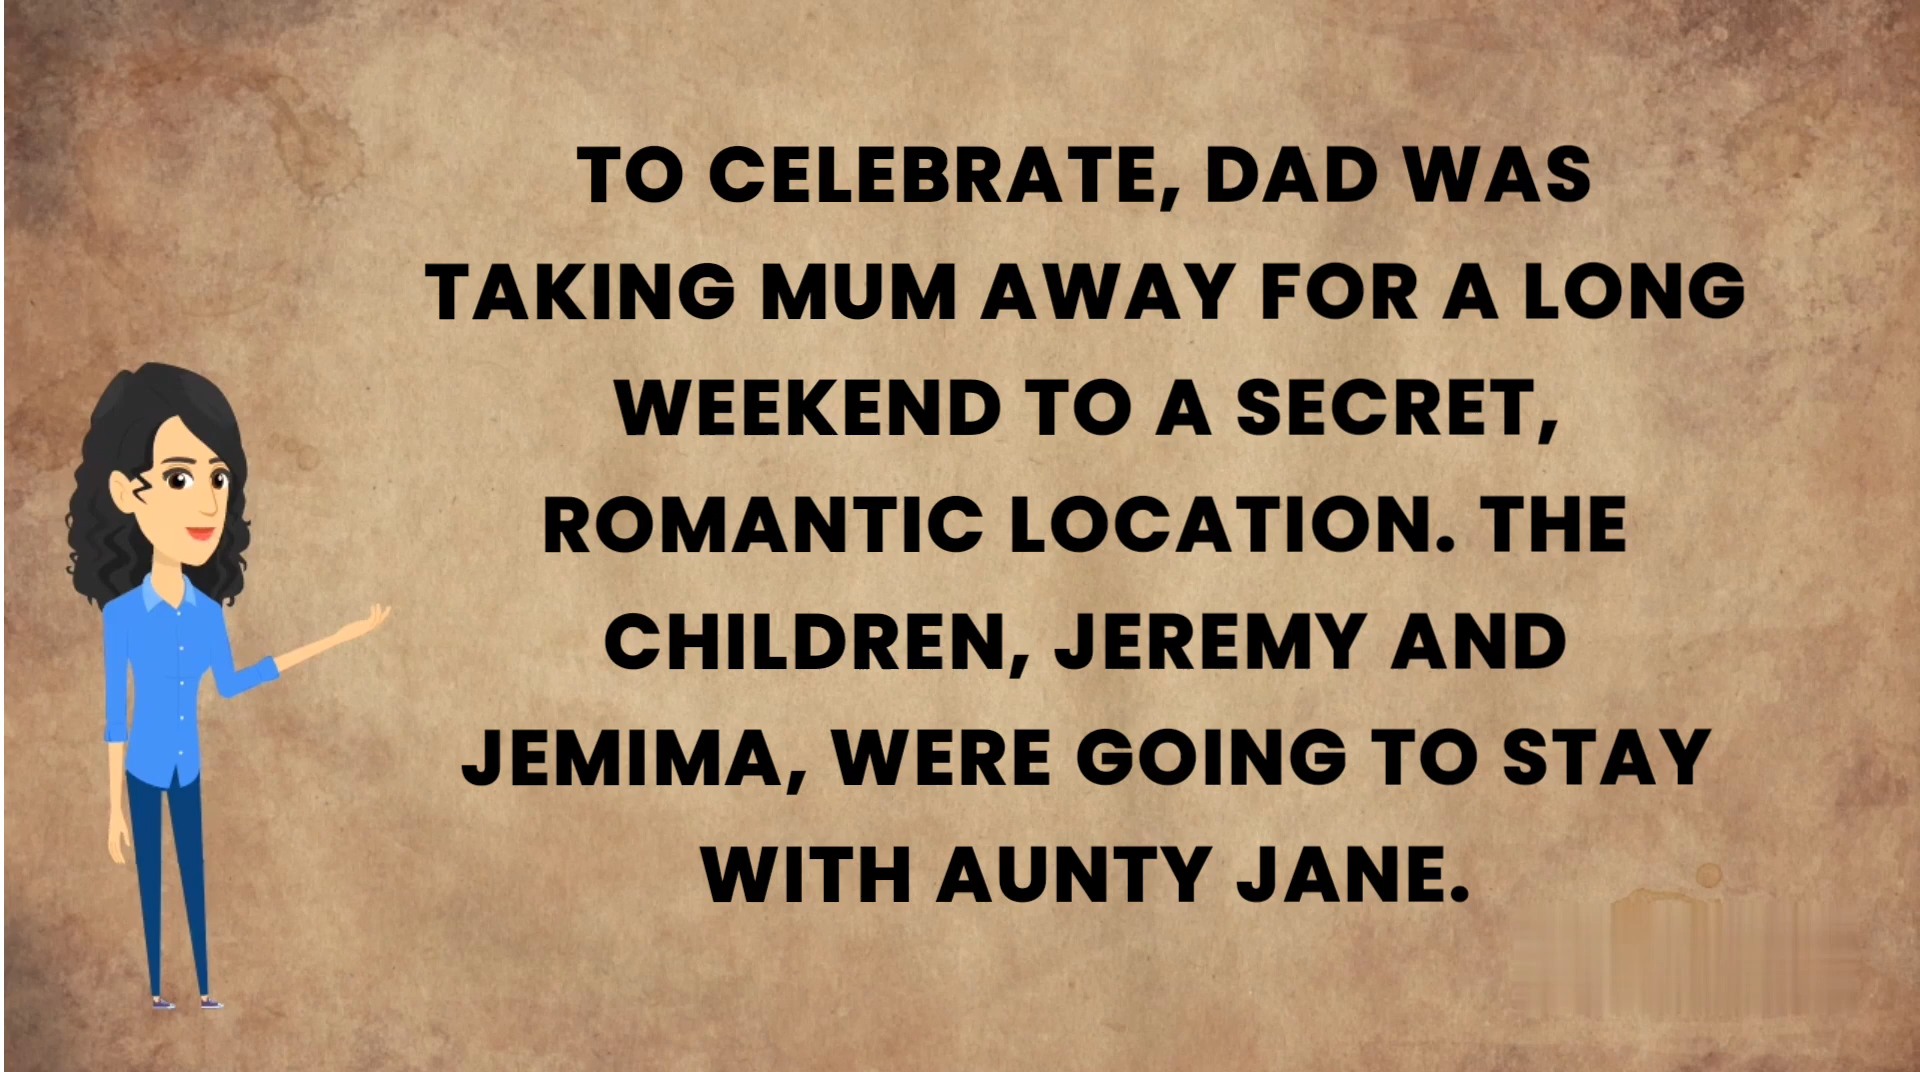 TO CELEBRATE, DAD WAS
TAKING MUM AWAY FOR A LONG
WEEKEND TO A SECRET,
ROMANTIC LOCATION. THE
CHILDREN, JEREMY AND
JEMIMA, WERE GOING TO STAY
WITH AUNTY JANE.